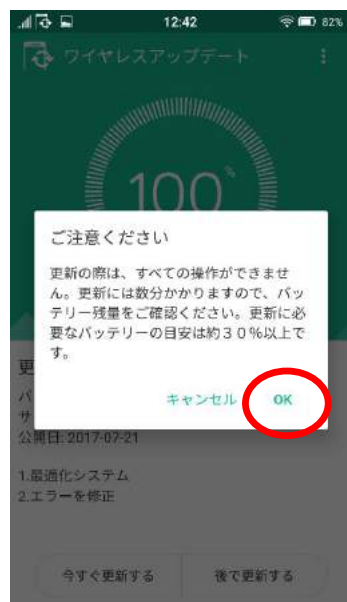 12:42
82%
ワイヤレスアップデート
100%
ご注意ください
更新の際は、すべての操作ができませ
ん。更新には数分かかりますので、バッ
テリー残量をご確認ください。更新に必
要なバッテリーの目安は約３０％以上で
す。
キャンセル
OK
更
バ
サ
公開日: 2017-07-21
1.最適化システム
2.エラーを修正
今すぐ更新する
後で更新する